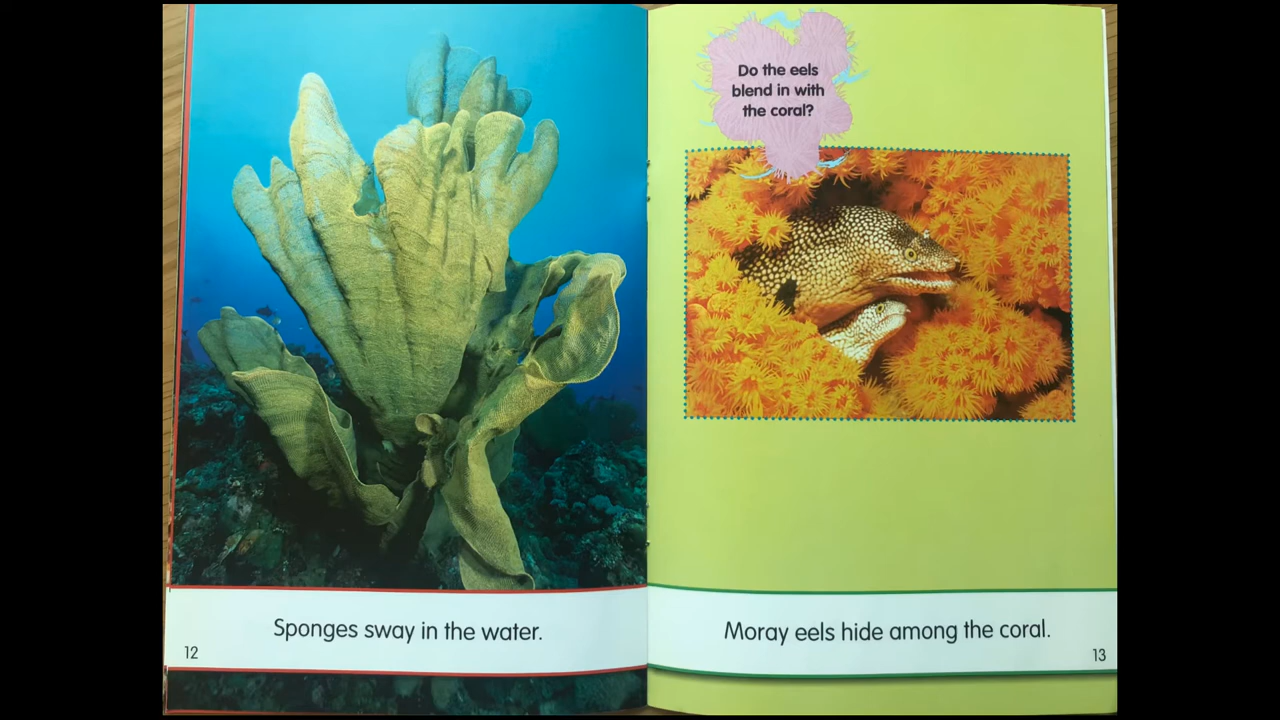 Sponges sway in the water.
12
Do the eels
blend in with
the coral?
Moray eels hide among the coral.
13